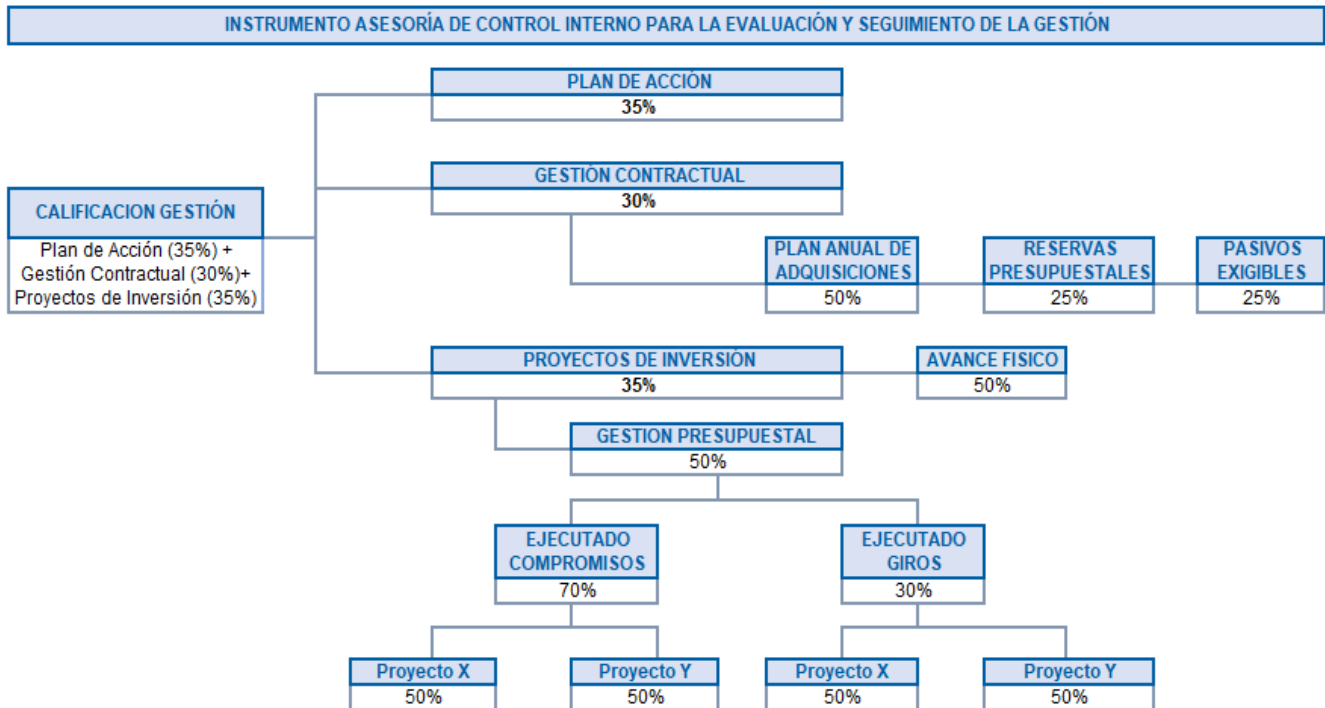 INSTRUMENTO ASESORÍA DE CONTROL INTERNO PARA LA EVALUACIÓN Y SEGUIMIENTO DE LA GESTIÓN
PLAN DE ACCIÓN
35%
GESTIÓN CONTRACTUAL
30%
CALIFICACION GESTIÓN
Plan de Acción (35%) +
Gestión Contractual (30%)+
Proyectos de Inversión (35%)
PLAN ANUAL DE
ADQUISICIONES
50%
RESERVAS
PRESUPUESTALES
25%
PASIVOS
EXIGIBLES
25%
PROYECTOS DE INVERSIÓN
35%
AVANCE FISICO
50%
GESTION PRESUPUESTAL
50%
EJECUTADO
COMPROMISOS
70%
EJECUTADO
GIROS
30%
Proyecto X
50%
Proyecto Y
50%
Proyecto X
50%
Proyecto Y
50%